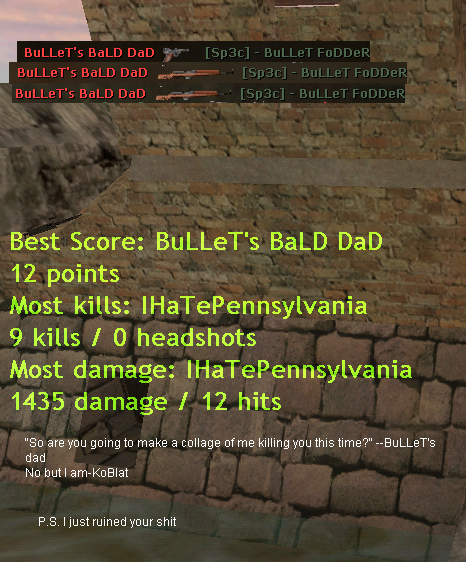 BuLLeT's BaLD DaD [Sp3c] - BuLLeT FoDDeR
BuLLeT's BaLD DaD [Sp3c] - BuLLeT FoDDeR
BuLLeT's BaLD DaD [Sp3c] - BuLLeT FoDDeR
Best Score: BuLLeT's BaLD DaD
12 points
Most kills: IHaTePennsylvania
9 kills / 0 headshots
Most damage: IHaTePennsylvania
1435 damage / 12 hits
"So are you going to make a collage of me killing you this time?" --BuLLeT's
dad
No but I am-KoBlat
P.S. I just ruined your shit